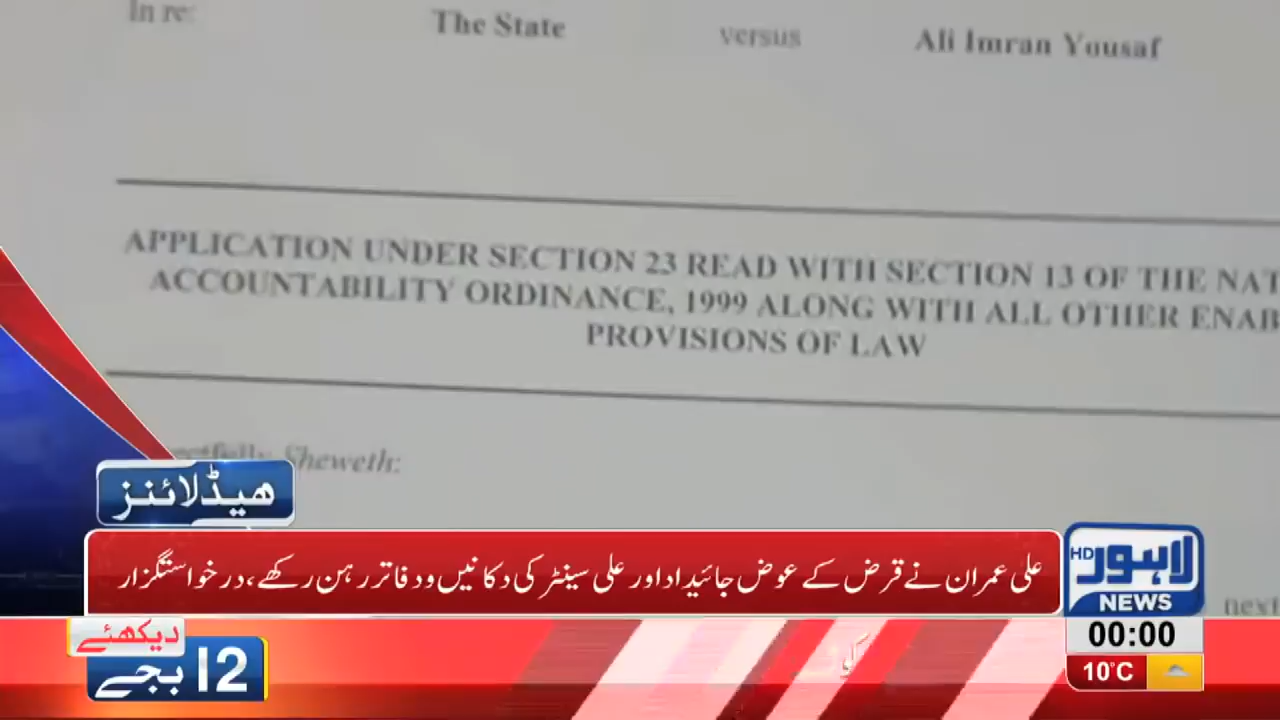 In re: The State versus Ali Imran Yousaf
APPLICATION UNDER SECTION 23 READ WITH SECTION 13 OF THE NAT
ACCOUNTABILITY ORDINANCE, 1999 ALONG WITH ALL OTHER ENAB
PROVISIONS OF LAW
Sheweth:
ھیڈلائنز
علی عمران نے قرض کے عوض جائیداد اور علی سینٹر کی دکانیں و دفاتر رہن رکھے، درخواستگزار
HD لاہور
NEWS
next
دیکھئے
12 بجے
00:00
10°C